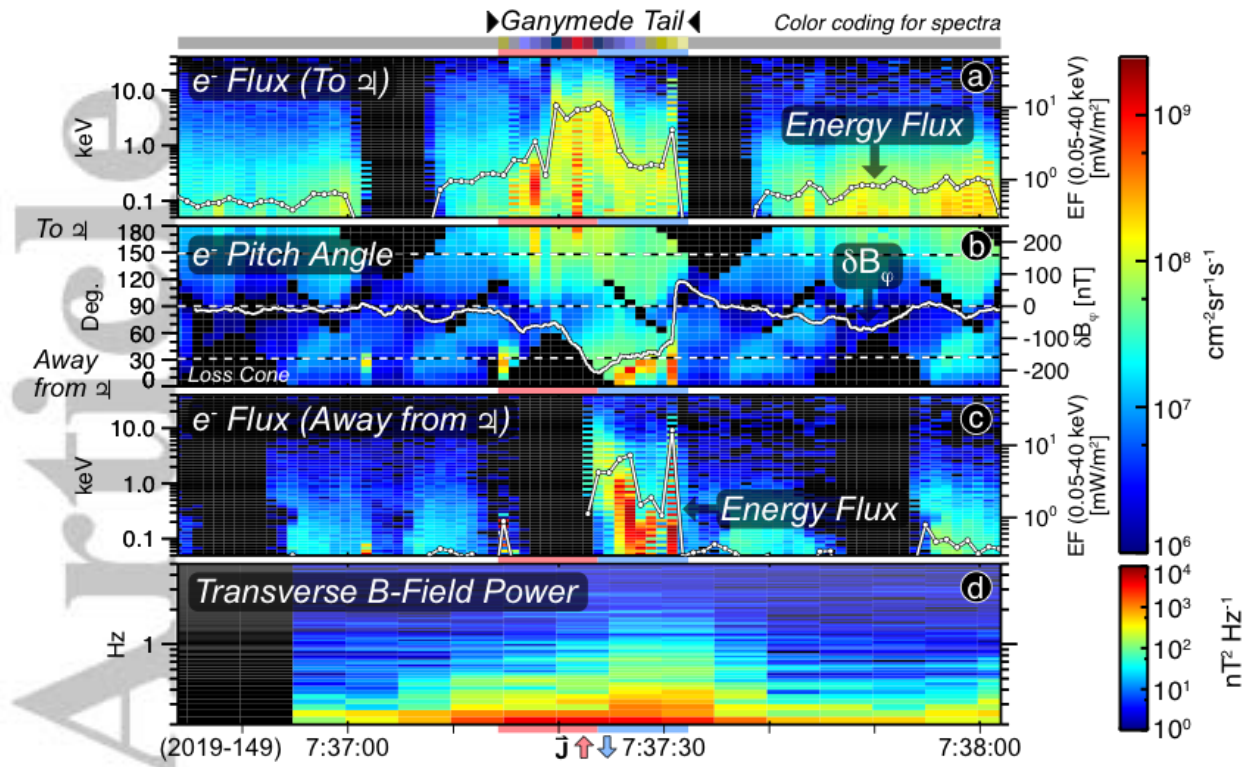 ▶Ganymede Tail◀ Color coding for spectra
e⁻ Flux (To ♃) a
10.0
1.0
0.1
keV
Energy Flux
10¹
10⁰
EF (0.05-40 keV)
[mW/m²]
To ♃
e⁻ Pitch Angle b
180
150
120
90
60
30
0
Deg.
δBφ
200
100
0
-100
-200
δBφ [nT]
Away
from ♃
Loss Cone
e⁻ Flux (Away from ♃) c
10.0
1.0
0.1
keV
Energy Flux
10¹
10⁰
EF (0.05-40 keV)
[mW/m²]
Transverse B-Field Power d
1
Hz
(2019-149) 7:37:00 J⃗ ⇧ ⇩ 7:37:30 7:38:00
10⁹
10⁸
10⁷
10⁶
cm⁻²sr⁻¹s⁻¹
10⁴
10³
10²
10¹
10⁰
nT² Hz⁻¹
Article